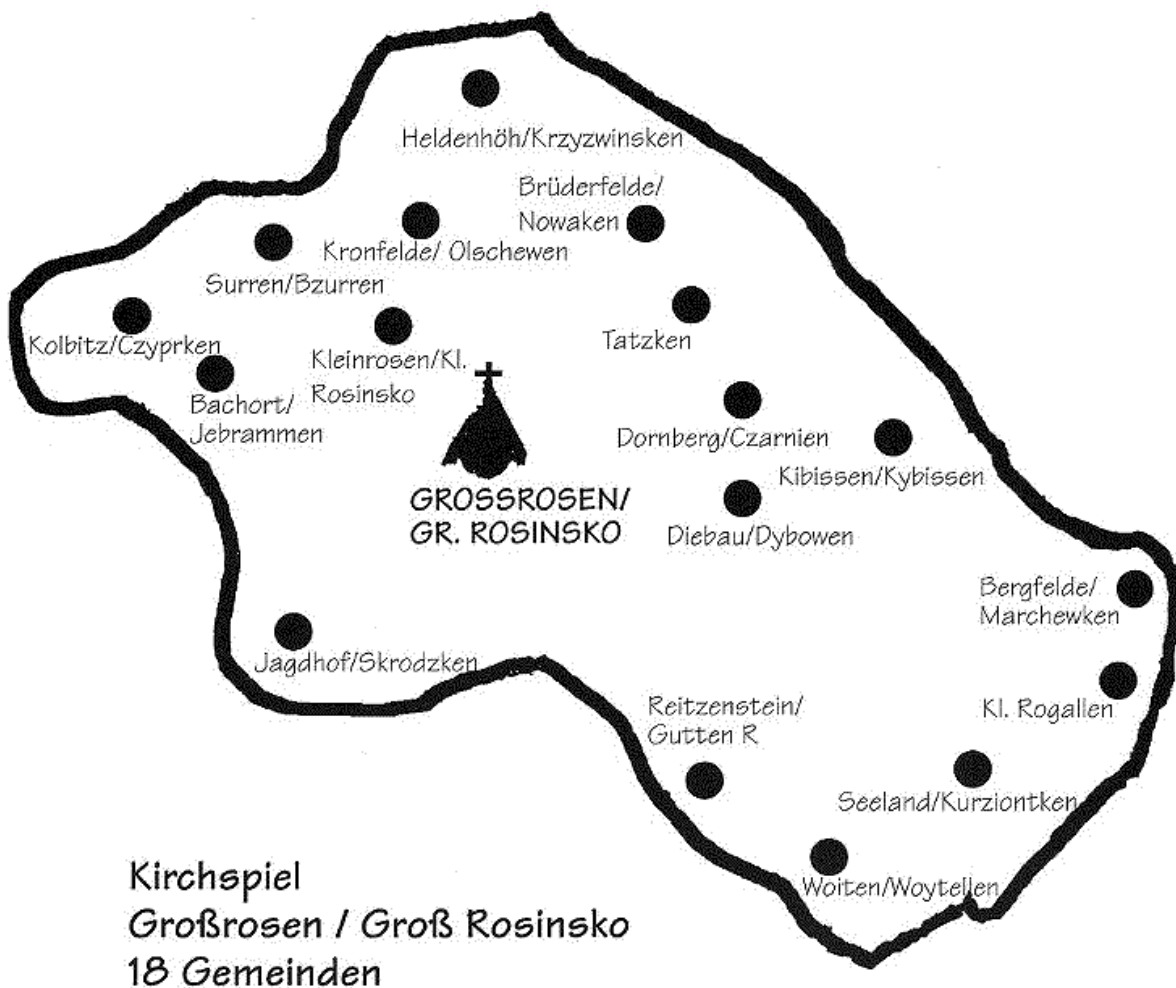 Heldenhöh/Krzyzwinsken
Brüderfelde/
Nowaken
Kronfelde/ Olschewen
Surren/Bzurren
Tatzken
Kolbitz/Czyprken
Kleinrosen/Kl.
Rosinsko
Bachort/
Jebrammen
Dornberg/Czarnien
Kibissen/Kybissen
GROSSROSEN/
GR. ROSINSKO
Diebau/Dybowen
Bergfelde/
Marchewken
Jagdhof/Skrodzken
Kl. Rogallen
Reitzenstein/
Gutten R
Seeland/Kurziontken
Woiten/Woytellen
Kirchspiel
Großrosen / Groß Rosinsko
18 Gemeinden